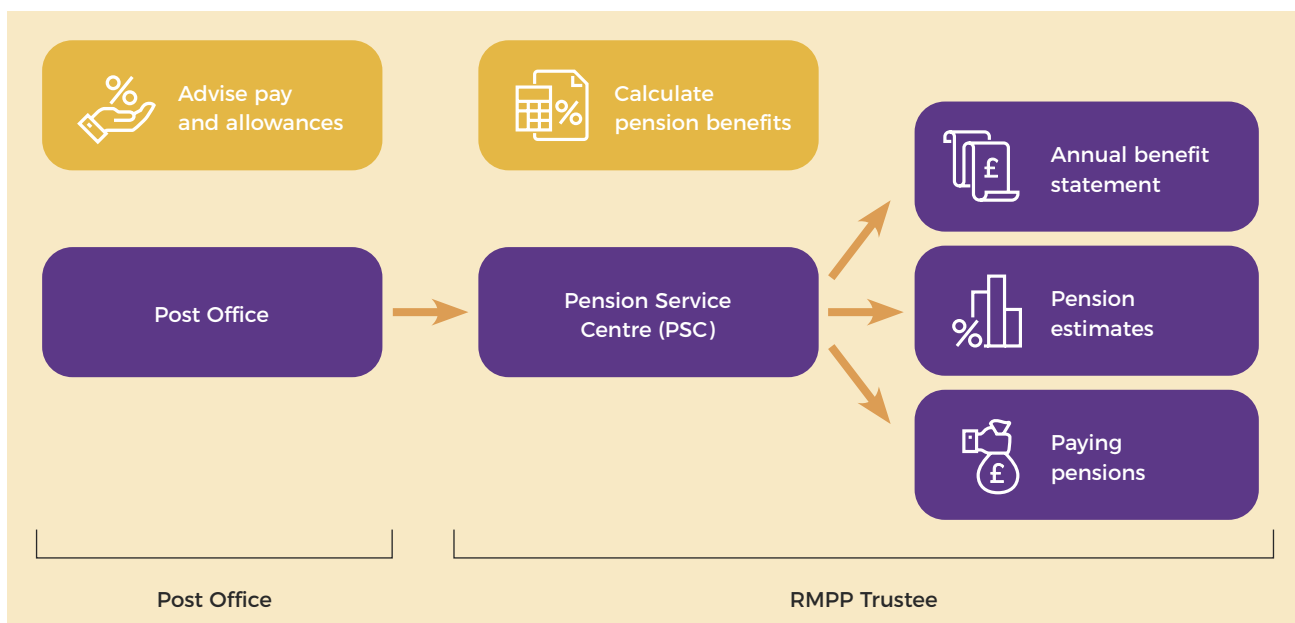 Advise pay
and allowances
Calculate
pension benefits
Annual benefit
statement
Post Office
Pension Service
Centre (PSC)
Pension
estimates
Paying
pensions
Post Office
RMPP Trustee